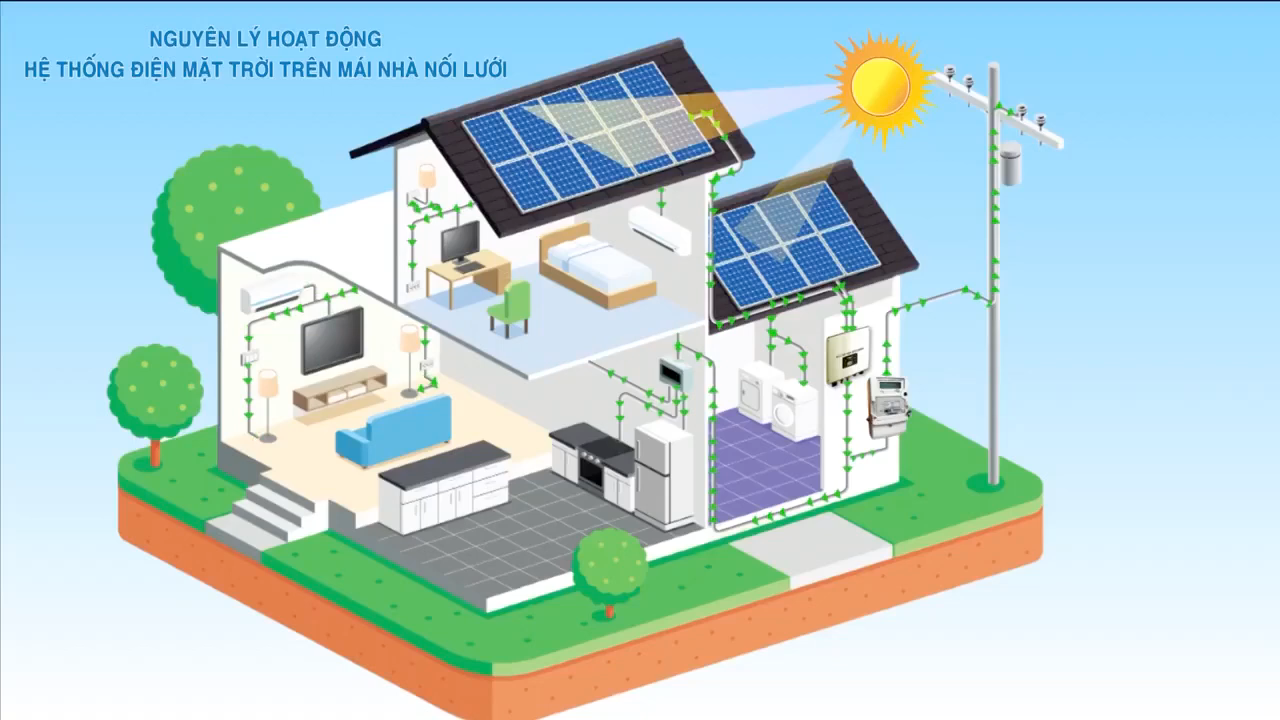 NGUYÊN LÝ HOẠT ĐỘNG
HỆ THỐNG ĐIỆN MẶT TRỜI TRÊN MÁI NHÀ NỐI LƯỚI